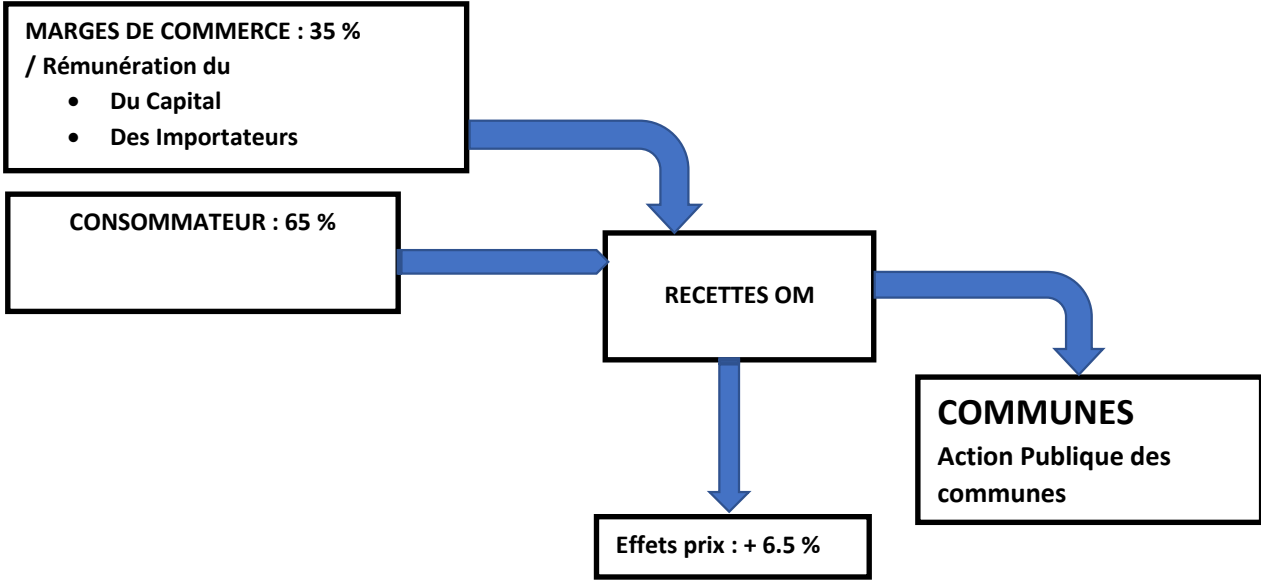 MARGES DE COMMERCE : 35 %
/ Rémunération du
• Du Capital
• Des Importateurs
CONSOMMATEUR : 65 %
RECETTES OM
COMMUNES
Action Publique des
communes
Effets prix : + 6.5 %